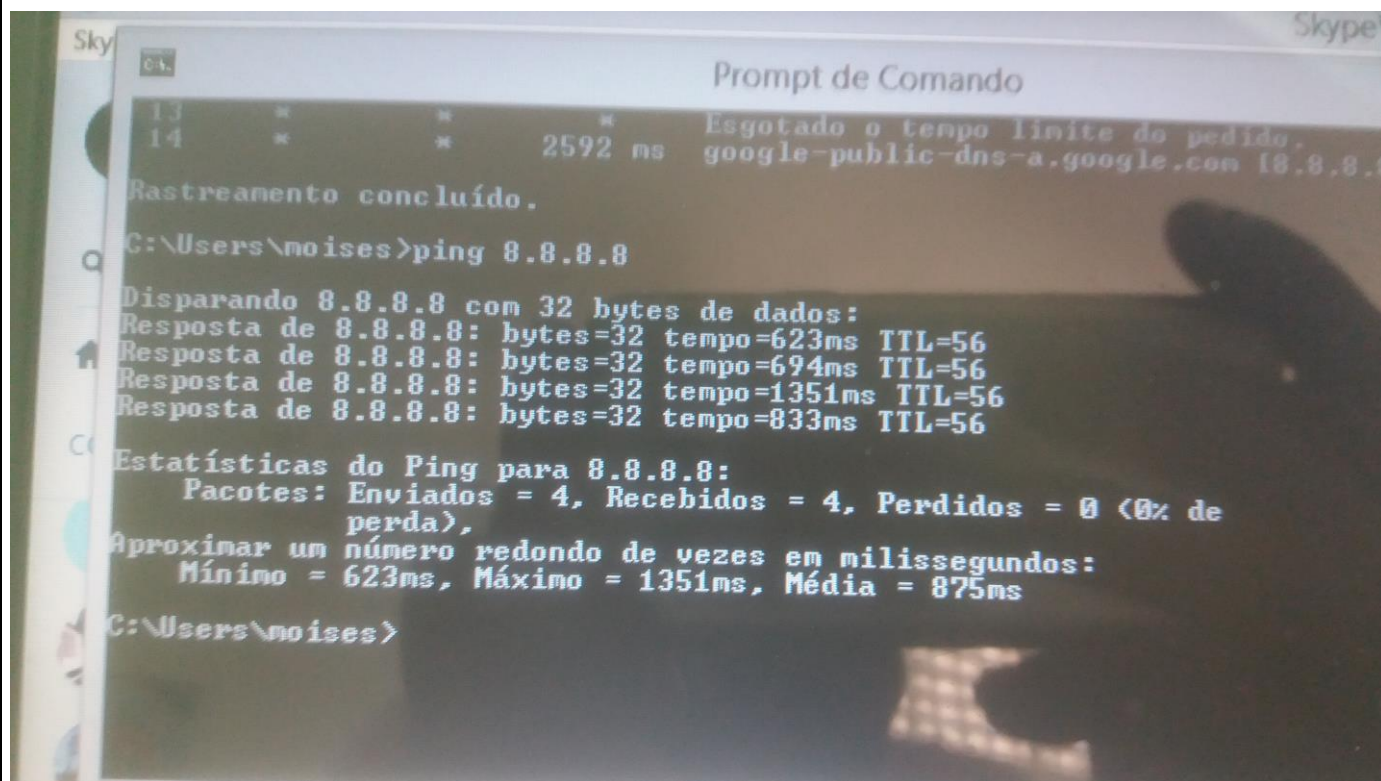 Sky
Skype
Prompt de Comando
13 * * * Esgotado o tempo limite do pedido.
14 * * 2592 ms google-public-dns-a.google.com [8.8.8.8
Rastreamento concluído.
C:\Users\moises>ping 8.8.8.8
Disparando 8.8.8.8 com 32 bytes de dados:
Resposta de 8.8.8.8: bytes=32 tempo=623ms TTL=56
Resposta de 8.8.8.8: bytes=32 tempo=694ms TTL=56
Resposta de 8.8.8.8: bytes=32 tempo=1351ms TTL=56
Resposta de 8.8.8.8: bytes=32 tempo=833ms TTL=56
Estatísticas do Ping para 8.8.8.8:
Pacotes: Enviados = 4, Recebidos = 4, Perdidos = 0 (0% de
perda),
Aproximar um número redondo de vezes em milissegundos:
Mínimo = 623ms, Máximo = 1351ms, Média = 875ms
C:\Users\moises>